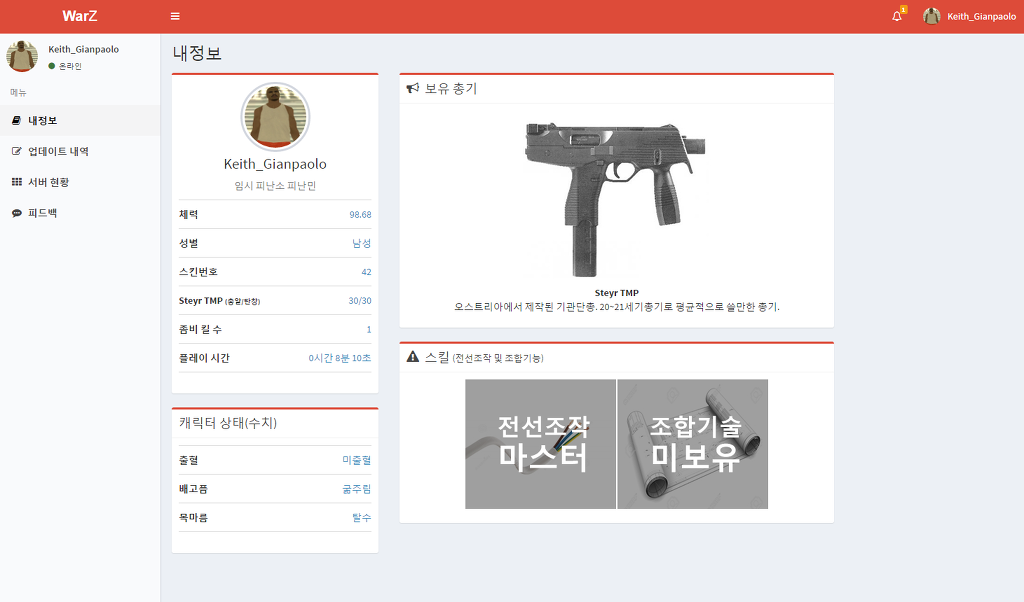 WarZ
1
Keith_Gianpaolo
Keith_Gianpaolo
온라인
메뉴
내정보
업데이트 내역
서버 현황
피드백
내정보
Keith_Gianpaolo
임시 피난소 피난민
체력 98.68
성별 남성
스킨번호 42
Steyr TMP (총알/탄창) 30/30
좀비 킬 수 1
플레이 시간 0시간 8분 10초
캐릭터 상태(수치)
출혈 미출혈
배고픔 굶주림
목마름 탈수
보유 총기
Steyr TMP
오스트리아에서 제작된 기관단총. 20~21세기총기로 평균적으로 쓸만한 총기.
스킬 (전선조작 및 조합기능)
전선조작
마스터
조합기술
미보유